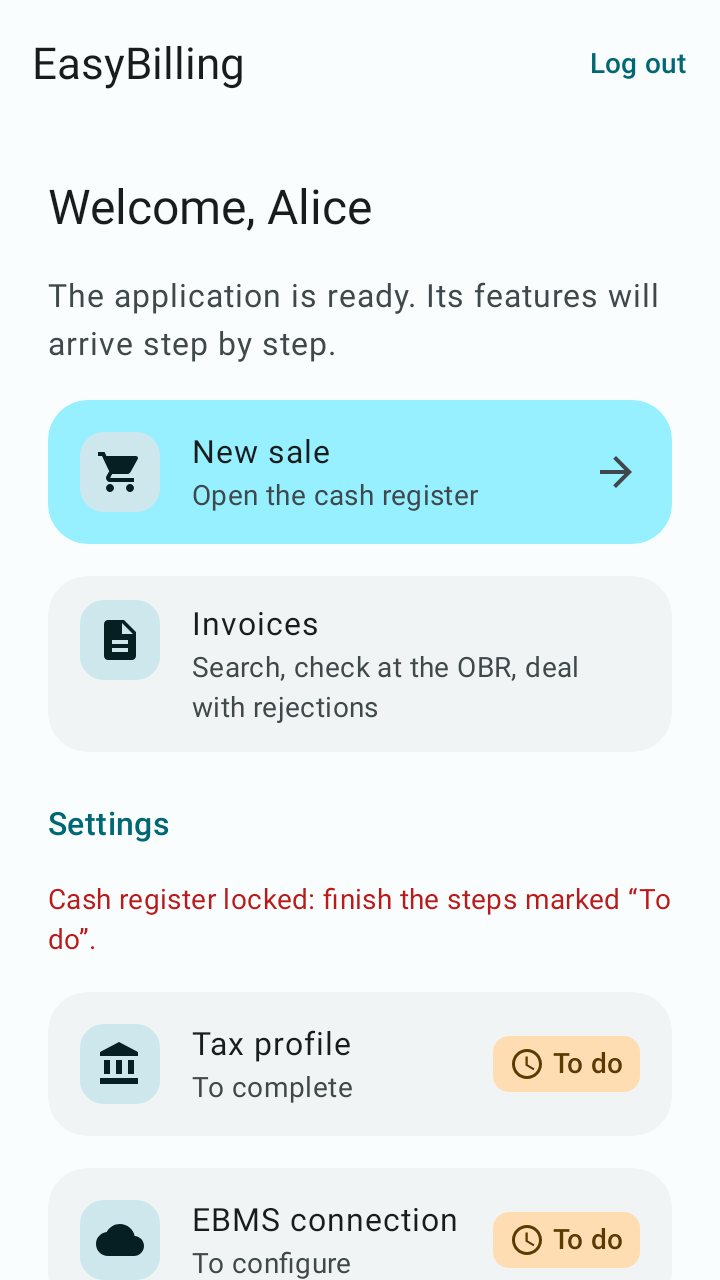 EasyBilling
Log out
Welcome, Alice
The application is ready. Its features will
arrive step by step.
New sale
Open the cash register
Invoices
Search, check at the OBR, deal
with rejections
Settings
Cash register locked: finish the steps marked “To
do”.
Tax profile
To complete
To do
EBMS connection
To configure
To do